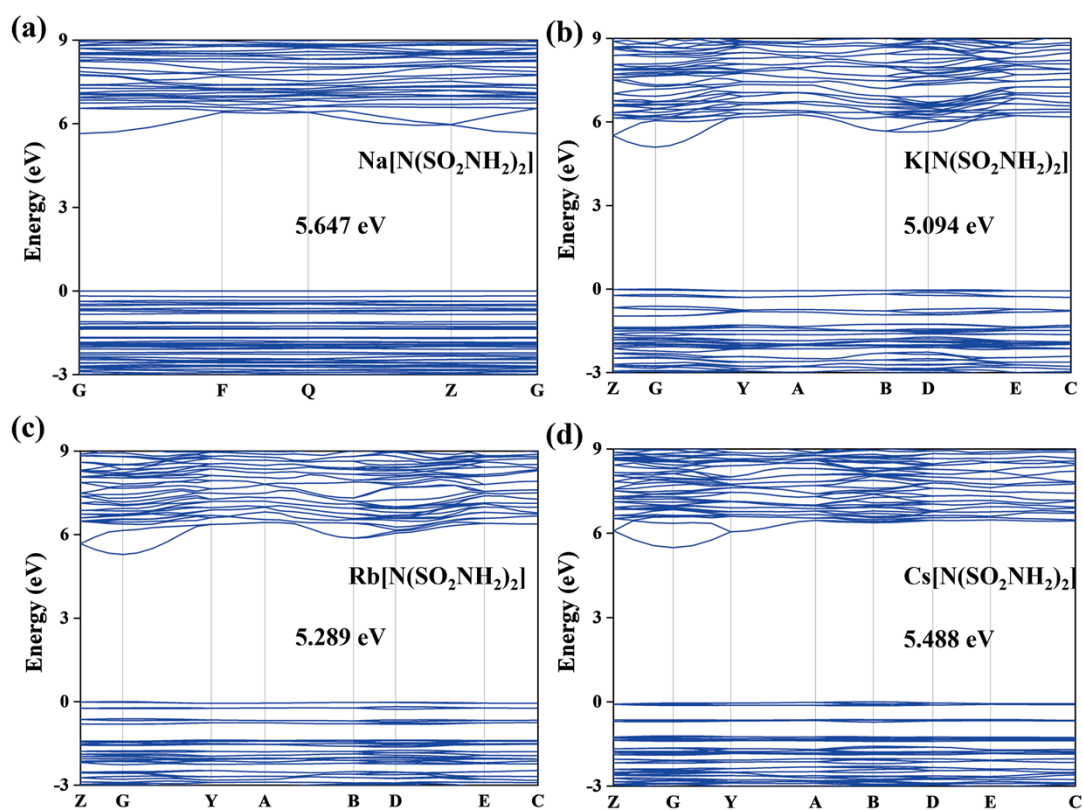 (a)
9
6
3
0
-3
Energy (eV)
Na[N(SO₂NH₂)₂]
5.647 eV
G F Q Z G
(b)
9
6
3
0
-3
Energy (eV)
K[N(SO₂NH₂)₂]
5.094 eV
Z G Y A B D E C
(c)
9
6
3
0
-3
Energy (eV)
Rb[N(SO₂NH₂)₂]
5.289 eV
Z G Y A B D E C
(d)
9
6
3
0
-3
Energy (eV)
Cs[N(SO₂NH₂)₂]
5.488 eV
Z G Y A B D E C